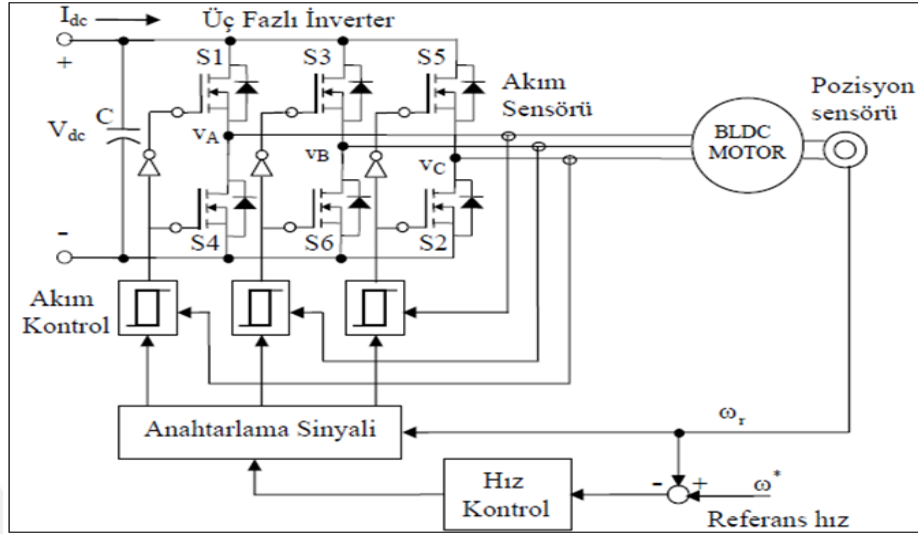 I_dc
Üç Fazlı İnverter
+
S1
S3
S5
Akım
Sensörü
Pozisyon
sensörü
C
V_dc
v_A
v_B
v_C
BLDC
MOTOR
-
S4
S6
S2
Akım
Kontrol
Anahtarlama Sinyali
ω_r
Hız
Kontrol
- +
ω*
Referans hız